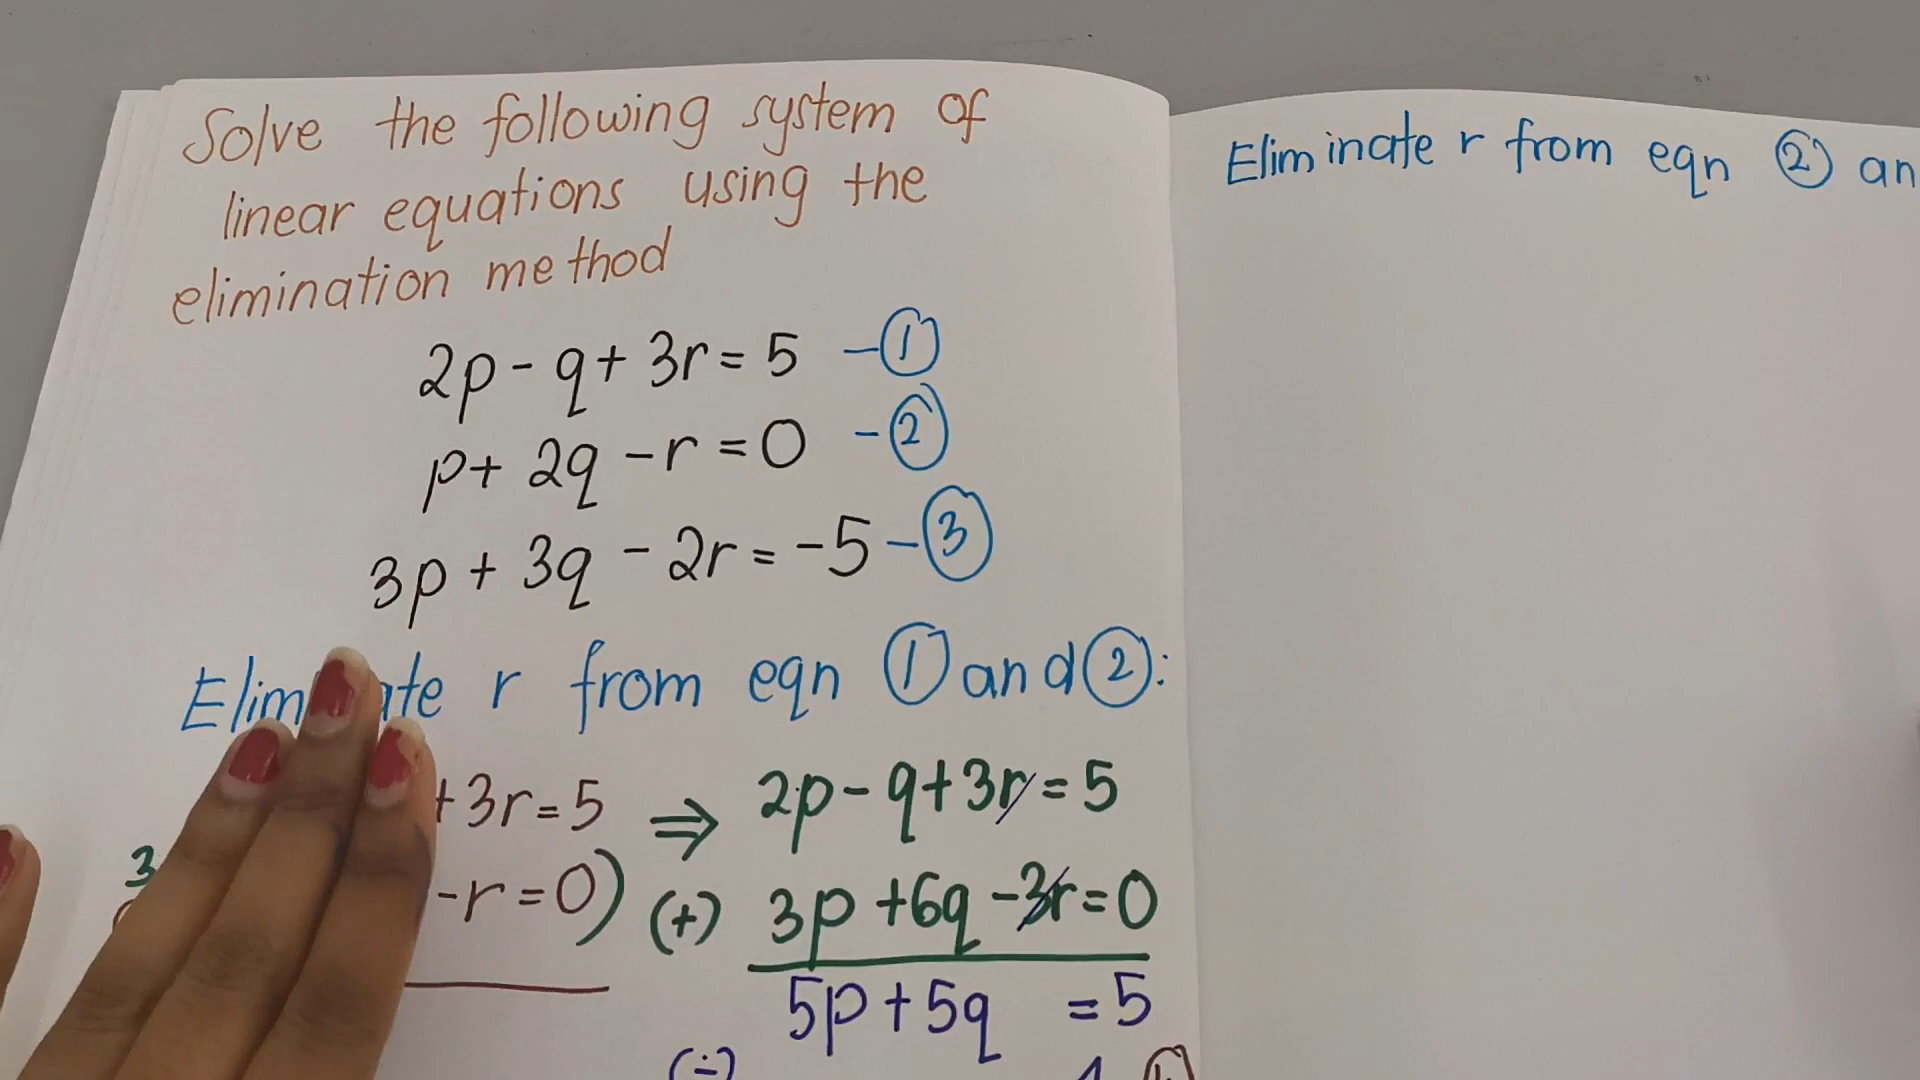 Solve the following system of
linear equations using the
elimination method
2p - q + 3r = 5 - ①
p + 2q - r = 0 - ②
3p + 3q - 2r = -5 - ③
Eliminate r from eqn ① and ②:
+3r=5 ⇒ 2p - q + 3r = 5
3 -r=0) (+) 3p + 6q - 3r = 0
5p + 5q = 5
(÷)
Eliminate r from eqn ②